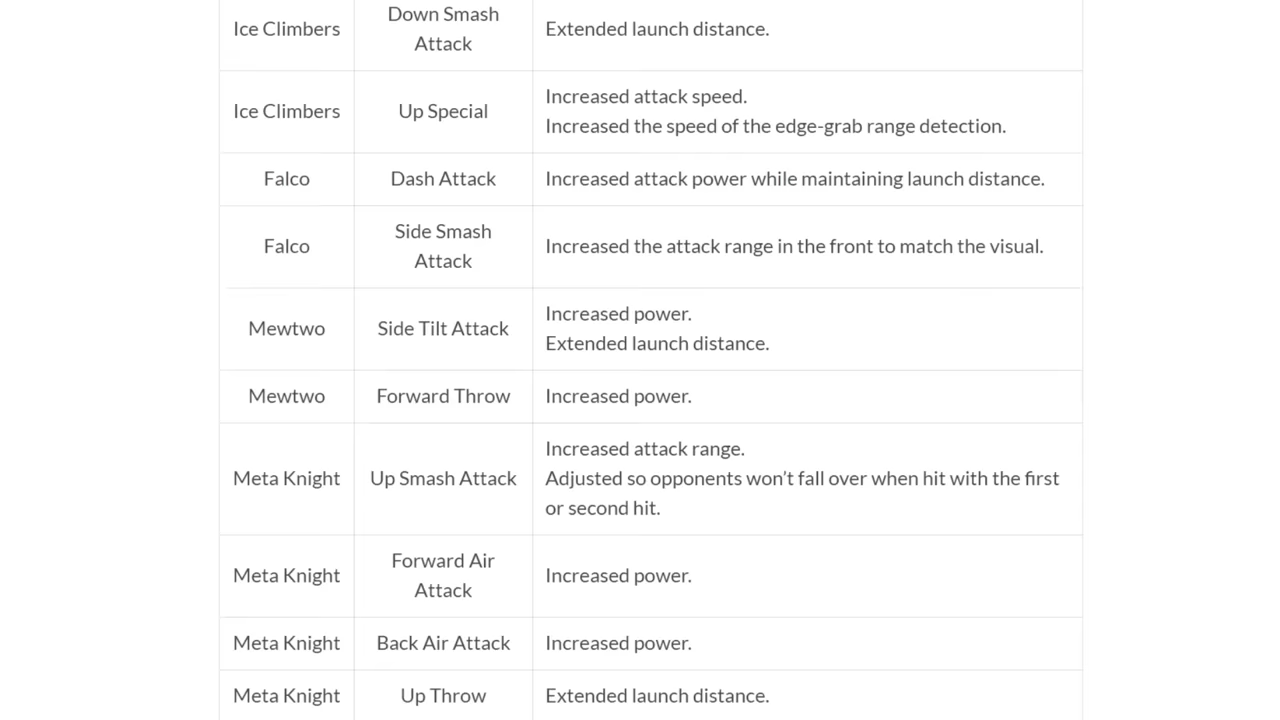 Ice Climbers
Down Smash
Attack
Extended launch distance.
Ice Climbers
Up Special
Increased attack speed.
Increased the speed of the edge-grab range detection.
Falco
Dash Attack
Increased attack power while maintaining launch distance.
Falco
Side Smash
Attack
Increased the attack range in the front to match the visual.
Mewtwo
Side Tilt Attack
Increased power.
Extended launch distance.
Mewtwo
Forward Throw
Increased power.
Meta Knight
Up Smash Attack
Increased attack range.
Adjusted so opponents won’t fall over when hit with the first
or second hit.
Meta Knight
Forward Air
Attack
Increased power.
Meta Knight
Back Air Attack
Increased power.
Meta Knight
Up Throw
Extended launch distance.